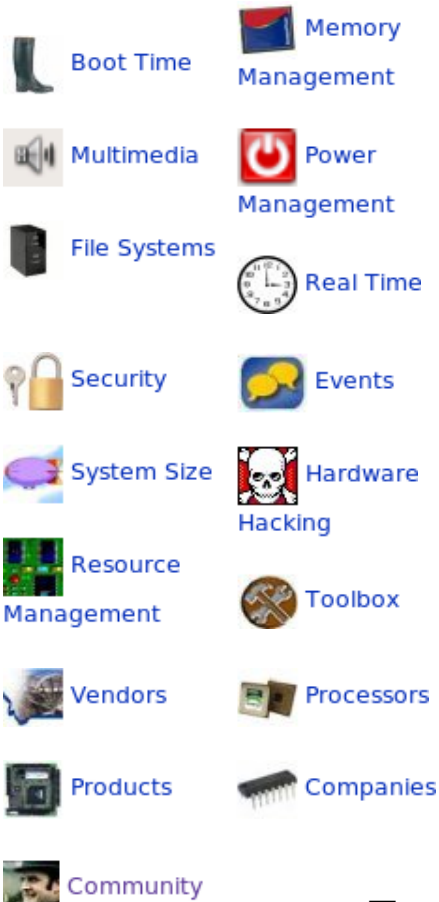 Boot Time
Multimedia
File Systems
Security
System Size
Resource
Management
Vendors
Products
Community
Memory
Management
Power
Management
Real Time
Events
Hardware
Hacking
Toolbox
Processors
Companies